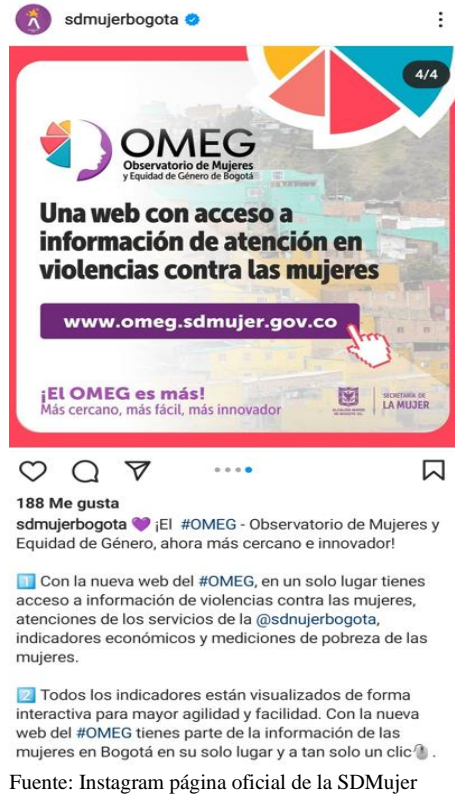 sdmujerbogota
4/4
OMEG
Observatorio de Mujeres
y Equidad de Género de Bogotá
Una web con acceso a
información de atención en
violencias contra las mujeres
www.omeg.sdmujer.gov.co
¡El OMEG es más!
Más cercano, más fácil, más innovador
SECRETARÍA DE
LA MUJER
188 Me gusta
sdmujerbogota 💜 ¡El #OMEG - Observatorio de Mujeres y
Equidad de Género, ahora más cercano e innovador!
1️⃣ Con la nueva web del #OMEG, en un solo lugar tienes
acceso a información de violencias contra las mujeres,
atenciones de los servicios de la @sdnujerbogota,
indicadores económicos y mediciones de pobreza de las
mujeres.
2️⃣ Todos los indicadores están visualizados de forma
interactiva para mayor agilidad y facilidad. Con la nueva
web del #OMEG tienes parte de la información de las
mujeres en Bogotá en su solo lugar y a tan solo un clic🖱️.
Fuente: Instagram página oficial de la SDMujer